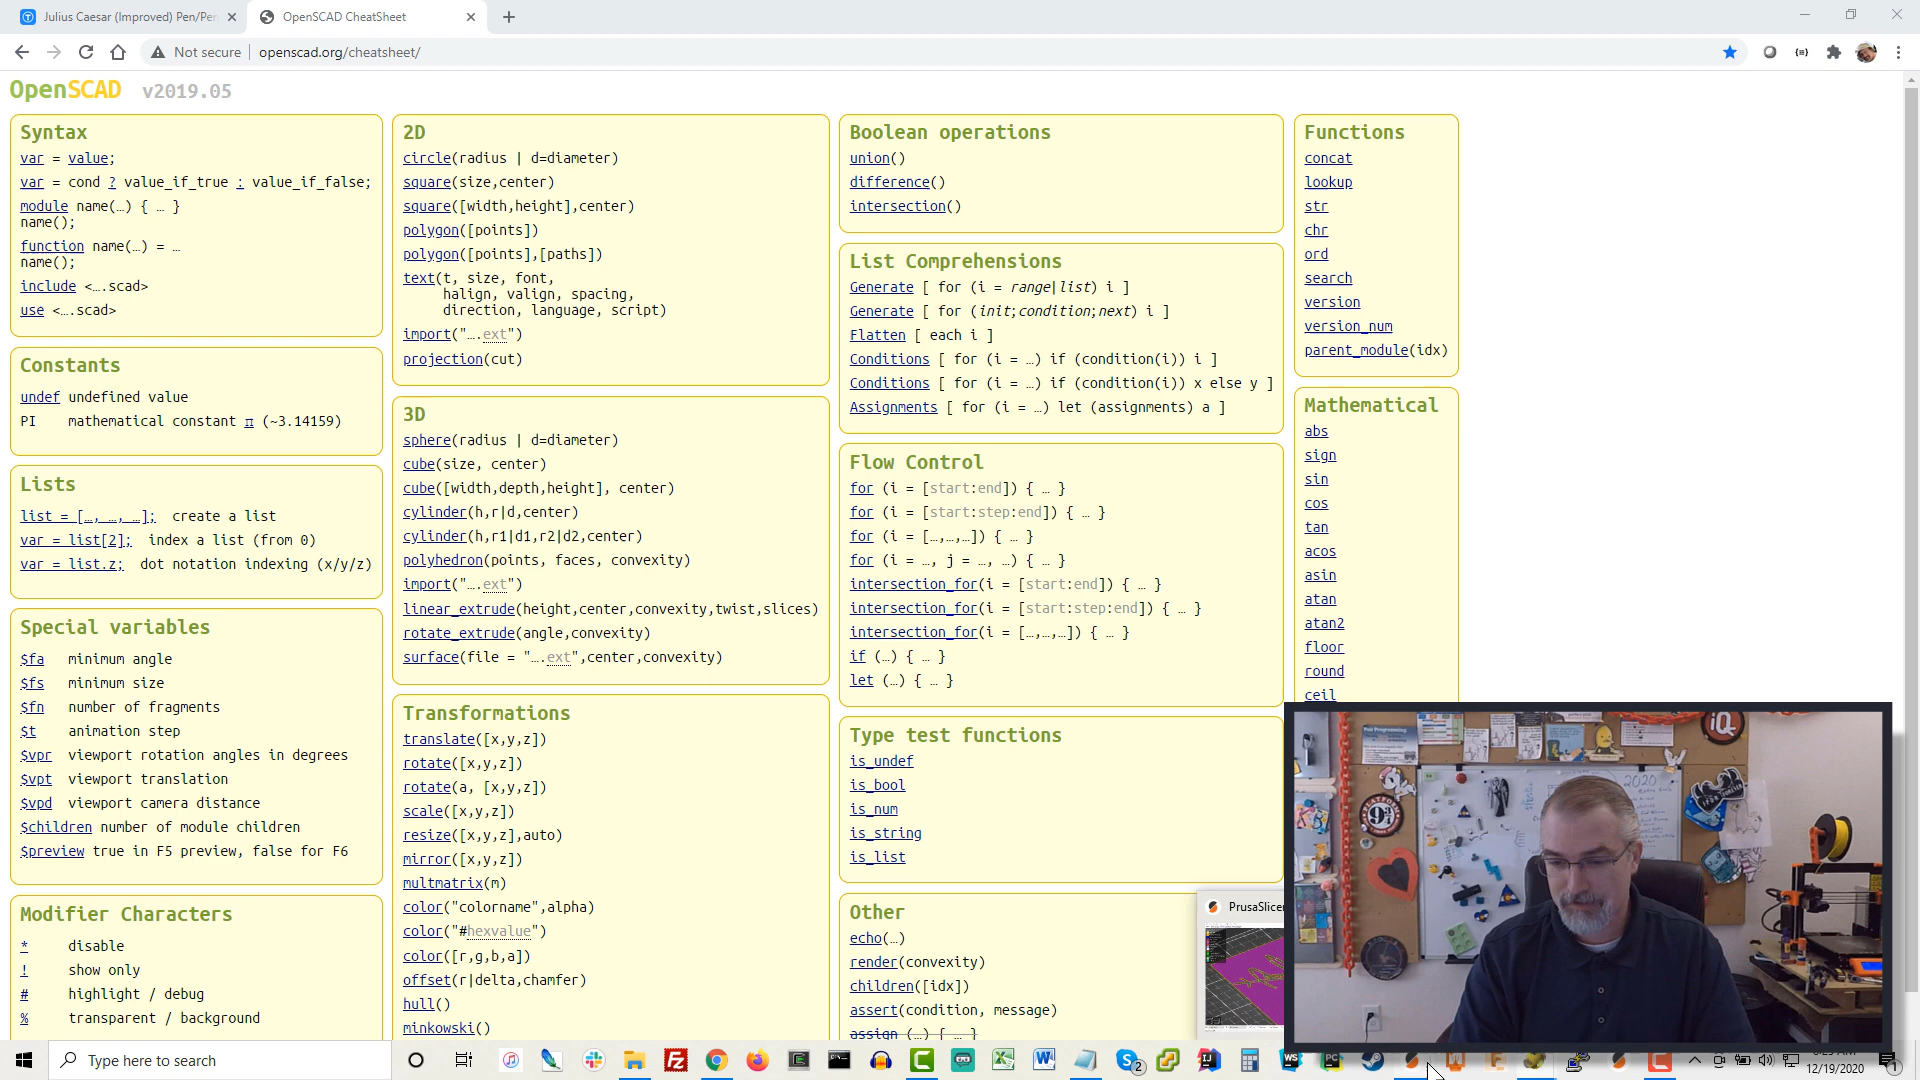 Julius Caesar (Improved) Pen/Pen
OpenSCAD CheatSheet
Not secure
openscad.org/cheatsheet/
OpenSCAD v2019.05
Syntax
var = value;
var = cond ? value_if_true : value_if_false;
module name(…) { … }
name();
function name(…) = …
name();
include <….scad>
use <….scad>
Constants
undef undefined value
PI mathematical constant π (~3.14159)
Lists
list = […, …, …]; create a list
var = list[2]; index a list (from 0)
var = list.z; dot notation indexing (x/y/z)
Special variables
$fa minimum angle
$fs minimum size
$fn number of fragments
$t animation step
$vpr viewport rotation angles in degrees
$vpt viewport translation
$vpd viewport camera distance
$children number of module children
$preview true in F5 preview, false for F6
Modifier Characters
* disable
! show only
# highlight / debug
% transparent / background
2D
circle(radius | d=diameter)
square(size,center)
square([width,height],center)
polygon([points])
polygon([points],[paths])
text(t, size, font,
halign, valign, spacing,
direction, language, script)
import("….ext")
projection(cut)
3D
sphere(radius | d=diameter)
cube(size, center)
cube([width,depth,height], center)
cylinder(h,r|d,center)
cylinder(h,r1|d1,r2|d2,center)
polyhedron(points, faces, convexity)
import("….ext")
linear_extrude(height,center,convexity,twist,slices)
rotate_extrude(angle,convexity)
surface(file = "….ext",center,convexity)
Transformations
translate([x,y,z])
rotate([x,y,z])
rotate(a, [x,y,z])
scale([x,y,z])
resize([x,y,z],auto)
mirror([x,y,z])
multmatrix(m)
color("colorname",alpha)
color("#hexvalue")
color([r,g,b,a])
offset(r|delta,chamfer)
hull()
minkowski()
Boolean operations
union()
difference()
intersection()
List Comprehensions
Generate [ for (i = range|list) i ]
Generate [ for (init;condition;next) i ]
Flatten [ each i ]
Conditions [ for (i = …) if (condition(i)) i ]
Conditions [ for (i = …) if (condition(i)) x else y ]
Assignments [ for (i = …) let (assignments) a ]
Flow Control
for (i = [start:end]) { … }
for (i = [start:step:end]) { … }
for (i = […,…,…]) { … }
for (i = …, j = …, …) { … }
intersection_for(i = [start:end]) { … }
intersection_for(i = [start:step:end]) { … }
intersection_for(i = […,…,…]) { … }
if (…) { … }
let (…) { … }
Type test functions
is_undef
is_bool
is_num
is_string
is_list
Other
echo(…)
render(convexity)
children([idx])
assert(condition, message)
assign (…) { … }
Functions
concat
lookup
str
chr
ord
search
version
version_num
parent_module(idx)
Mathematical
abs
sign
sin
cos
tan
acos
asin
atan
atan2
floor
round
ceil
PrusaSlicer
iQ
2020
PLATFORM
9¾
Type here to search
12/19/2020